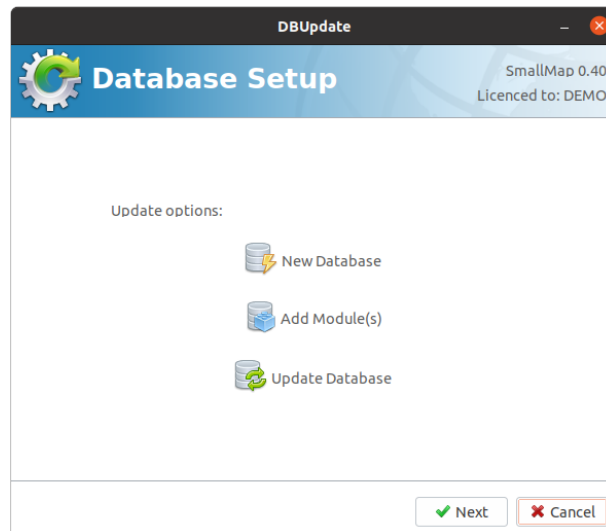 DBUpdate
Database Setup
SmallMap 0.40
Licenced to: DEMO
Update options:
New Database
Add Module(s)
Update Database
Next
Cancel